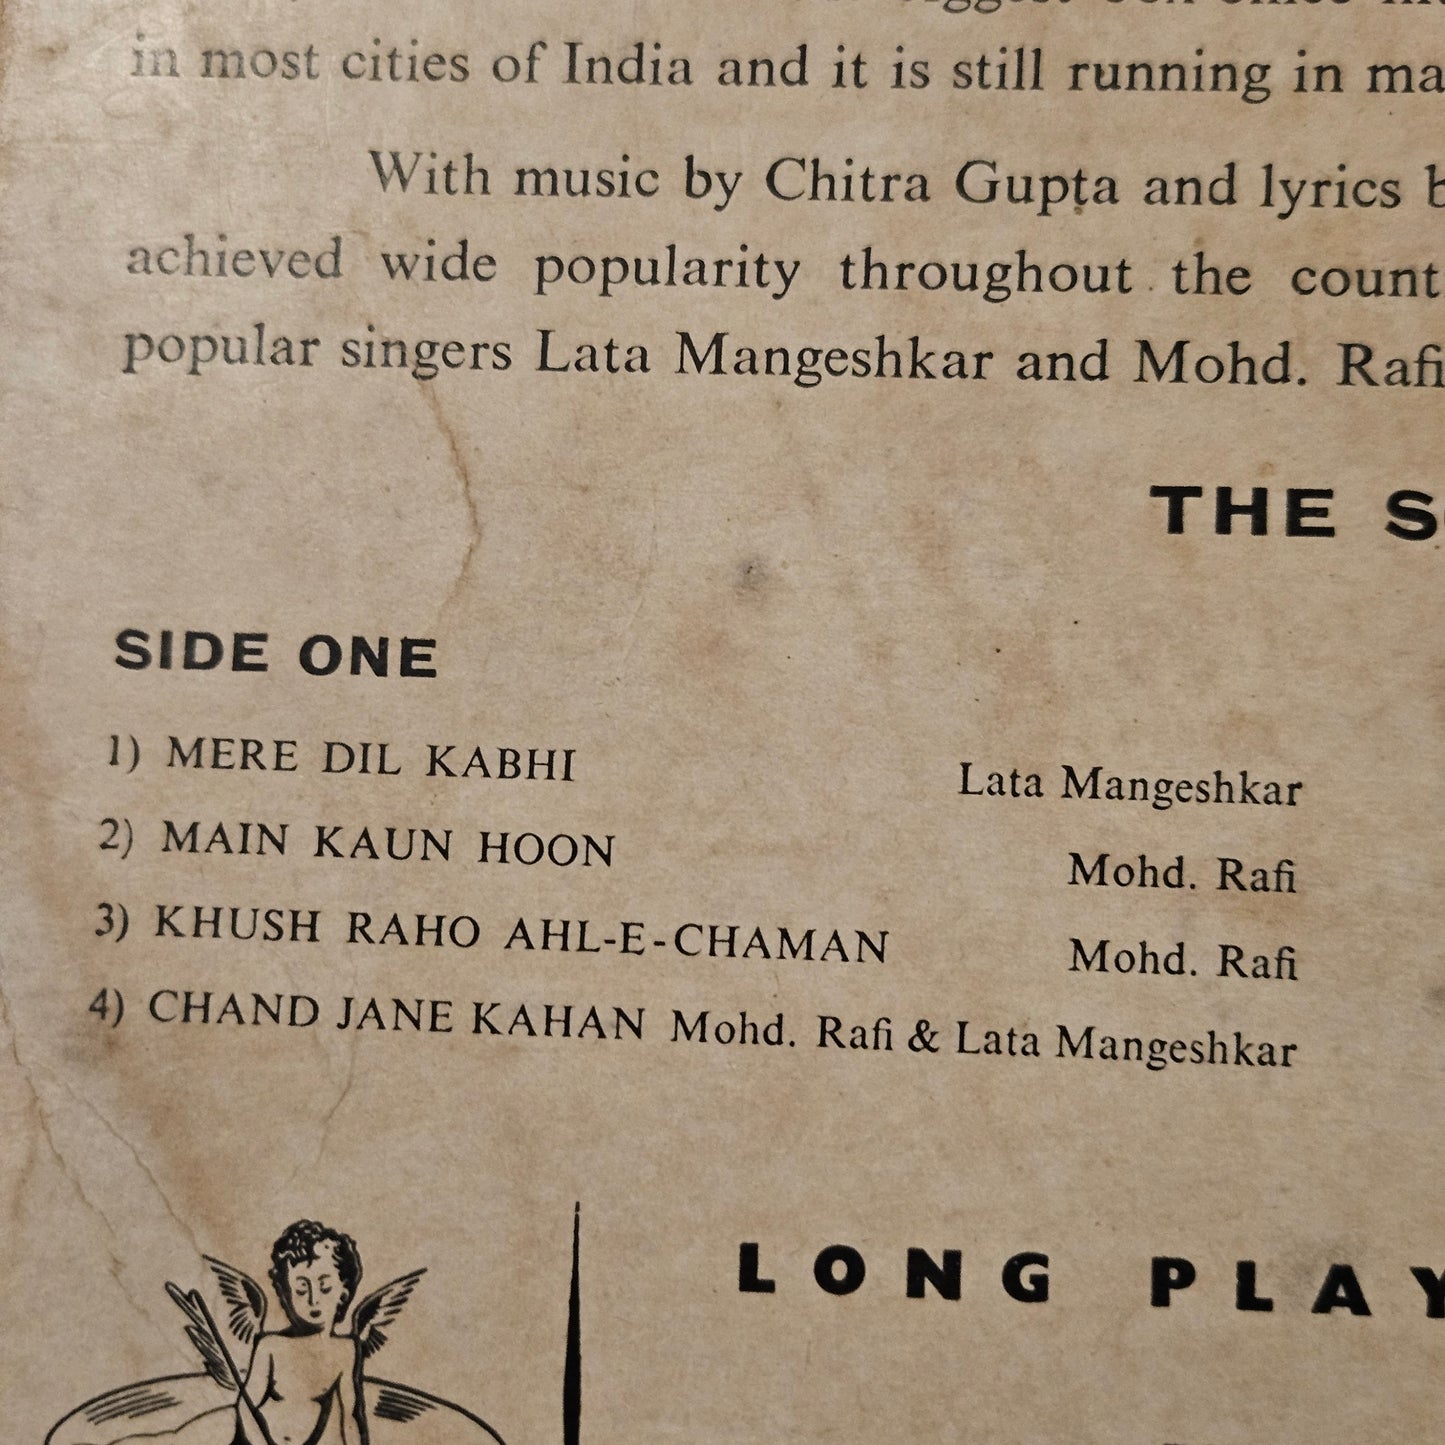 in most cities of India and it is still running in
With music by Chitra Gupta and lyrics
achieved wide popularity throughout the
popular singers Lata Mangeshkar and Mohd. Rafi
THE
SIDE ONE
1) MERE DIL KABHI Lata Mangeshkar
2) MAIN KAUN HOON Mohd. Rafi
3) KHUSH RAHO AHL-E-CHAMAN Mohd. Rafi
4) CHAND JANE KAHAN Mohd. Rafi & Lata Mangeshkar
LONG PLAY